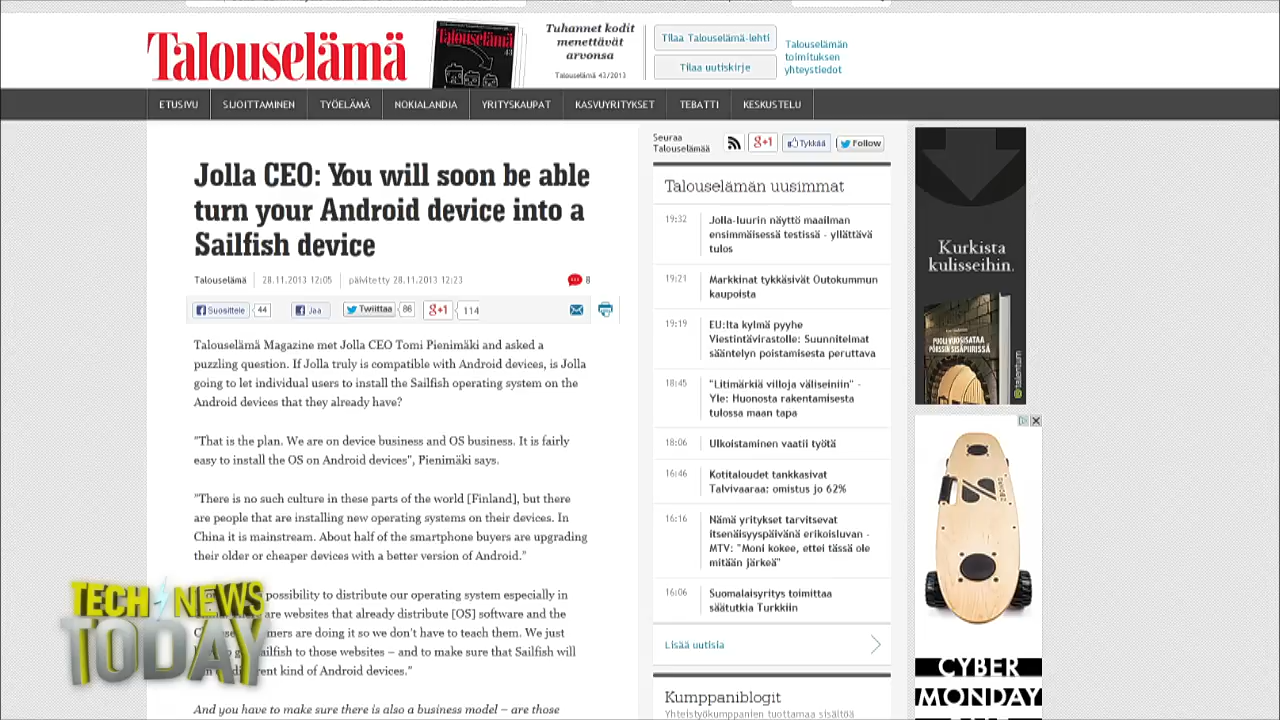 Talouselämä
Talouselämä
43
Tuhannet kodit
menettävät
arvonsa
Talouselämä 43/2013
Tilaa Talouselämä-lehti
Tilaa uutiskirje
Talouselämän
toimituksen
yhteystiedot
ETUSIVU SIJOITTAMINEN TYÖELÄMÄ NOKIALANDIA YRITYSKAUPAT KASVUYRITYKSET TEBATTI KESKUSTELU
Jolla CEO: You will soon be able
turn your Android device into a
Sailfish device
Talouselämä 28.11.2013 12:05 päivitetty 28.11.2013 12:23 8
Suosittele 44 Jaa Twiittaa 86 g+1 114
Talouselämä Magazine met Jolla CEO Tomi Pienimäki and asked a
puzzling question. If Jolla truly is compatible with Android devices, is Jolla
going to let individual users to install the Sailfish operating system on the
Android devices that they already have?
"That is the plan. We are on device business and OS business. It is fairly
easy to install the OS on Android devices", Pienimäki says.
"There is no such culture in these parts of the world [Finland], but there
are people that are installing new operating systems on their devices. In
China it is mainstream. About half of the smartphone buyers are upgrading
their older or cheaper devices with a better version of Android."
possibility to distribute our operating system especially in
are websites that already distribute [OS] software and the
mers are doing it so we don't have to teach them. We just
ailfish to those websites – and to make sure that Sailfish will
rent kind of Android devices."
And you have to make sure there is also a business model – are those
TECH NEWS
TODAY
Seuraa
Talouselämää
g+1 Tykkää Follow
Talouselämän uusimmat
19:32 Jolla-luurin näyttö maailman
ensimmäisessä testissä - yllättävä
tulos
19:21 Markkinat tykkäsivät Outokummun
kaupoista
19:19 EU:lta kylmä pyyhe
Viestintävirastolle: Suunnitelmat
sääntelyn poistamisesta peruttava
18:45 "Litimärkiä villoja väliseiniin" -
Yle: Huonosta rakentamisesta
tulossa maan tapa
18:06 Ulkoistaminen vaatii työtä
16:46 Kotitaloudet tankkasivat
Talvivaaraa: omistus jo 62%
16:16 Nämä yritykset tarvitsevat
itsenäisyyspäivänä erikoisluvan -
MTV: "Moni kokee, ettei tässä ole
mitään järkeä"
16:06 Suomalaisyritys toimittaa
säätutkia Turkkiin
Lisää uutisia
Kumppaniblogit
Yhteistyökumppanien tuottamaa sisältöä
Kurkista
kulisseihin.
PUOLI VUOSISATAA
PÖRSSIN SISÄPIIRISSÄ
talentum
CYBER
MONDAY